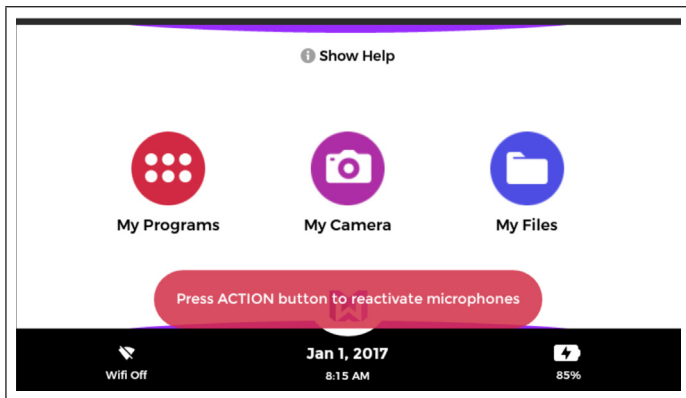 Show Help
My Programs
My Camera
My Files
Press ACTION button to reactivate microphones
Wifi Off
Jan 1, 2017
8:15 AM
85%